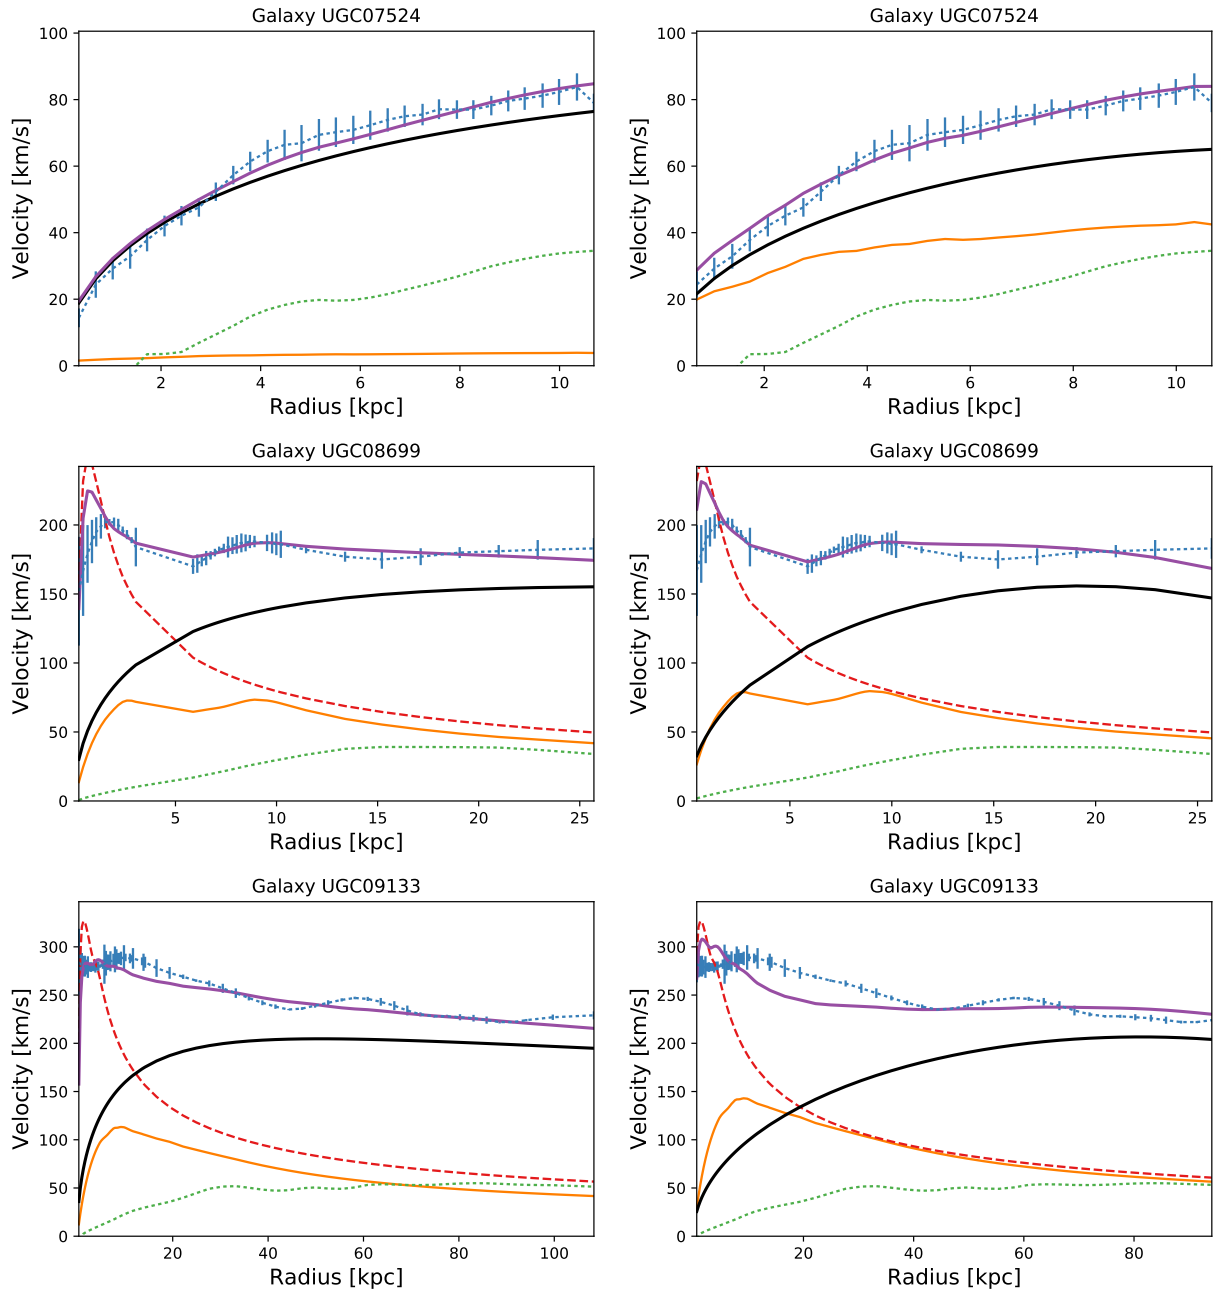 Galaxy UGC07524
Galaxy UGC07524
100
80
60
40
20
0
Velocity [km/s]
2 4 6 8 10
Radius [kpc]
100
80
60
40
20
0
Velocity [km/s]
2 4 6 8 10
Radius [kpc]
Galaxy UGC08699
Galaxy UGC08699
200
150
100
50
0
Velocity [km/s]
5 10 15 20 25
Radius [kpc]
200
150
100
50
0
Velocity [km/s]
5 10 15 20 25
Radius [kpc]
Galaxy UGC09133
Galaxy UGC09133
300
250
200
150
100
50
0
Velocity [km/s]
20 40 60 80 100
Radius [kpc]
300
250
200
150
100
50
0
Velocity [km/s]
20 40 60 80
Radius [kpc]